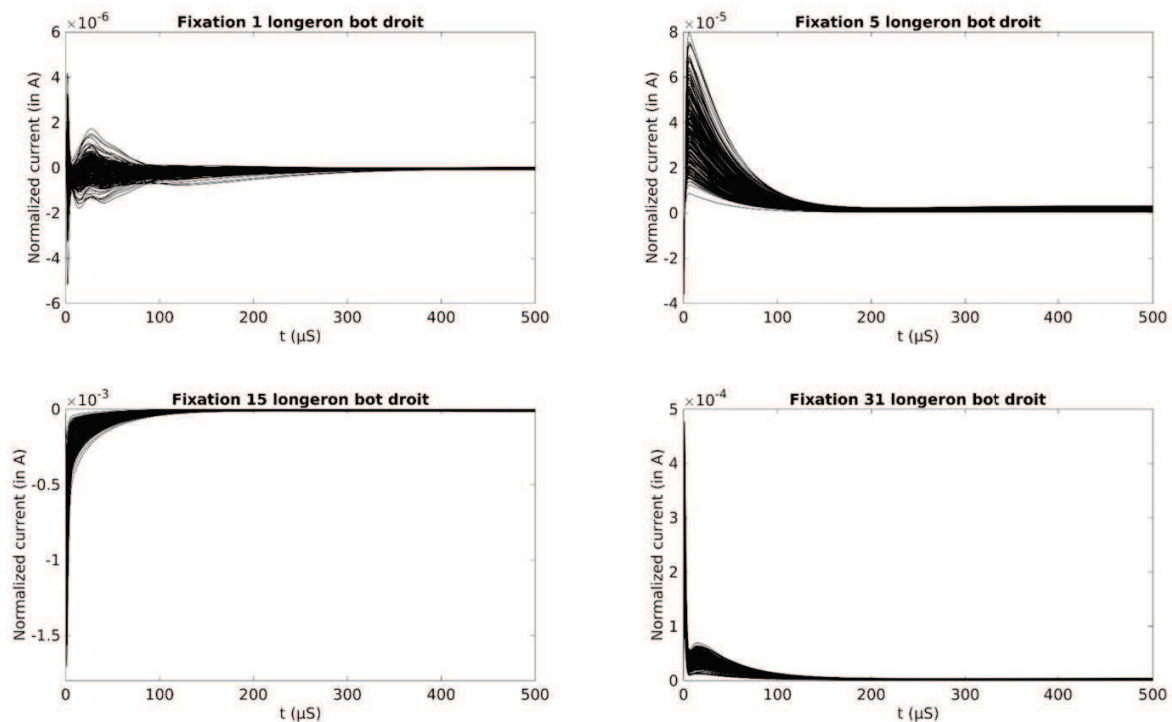 ×10⁻⁶
Fixation 1 longeron bot droit
6
4
2
0
-2
-4
-6
Normalized current (in A)
0 100 200 300 400 500
t (µS)
×10⁻⁵
Fixation 5 longeron bot droit
8
6
4
2
0
-2
-4
Normalized current (in A)
0 100 200 300 400 500
t (µS)
×10⁻³
Fixation 15 longeron bot droit
0
-0.5
-1
-1.5
Normalized current (in A)
0 100 200 300 400 500
t (µS)
×10⁻⁴
Fixation 31 longeron bot droit
5
4
3
2
1
0
Normalized current (in A)
0 100 200 300 400 500
t (µS)